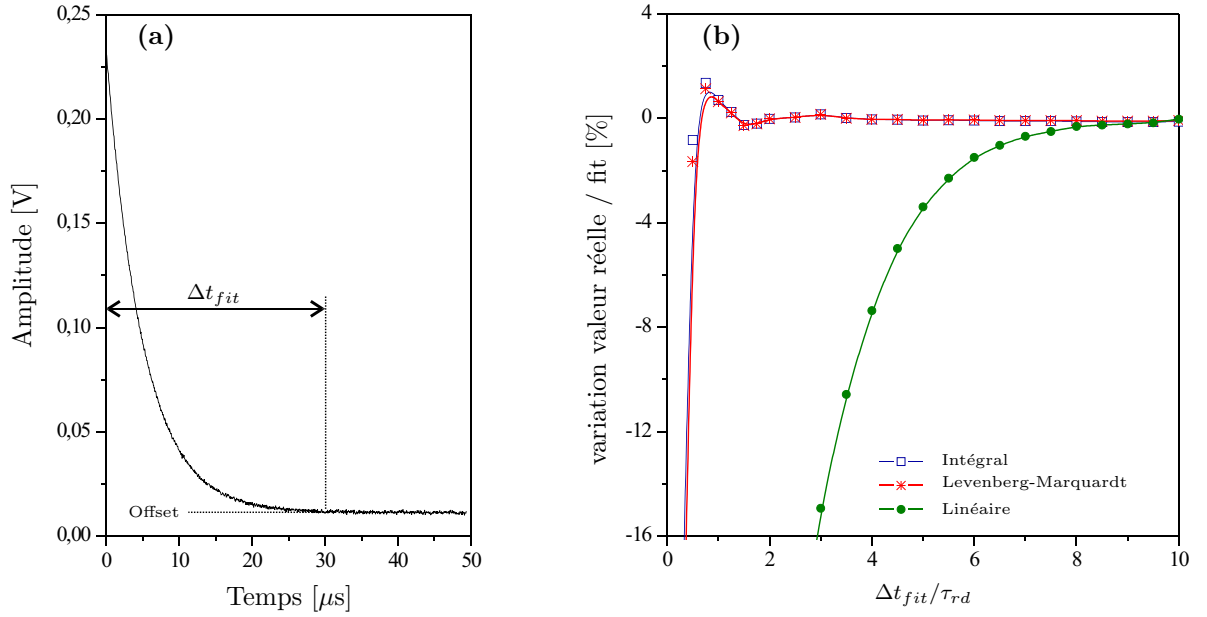 (a)
0,25
0,20
0,15
0,10
0,05
0,00
Amplitude [V]
Δt_fit
Offset
0 10 20 30 40 50
Temps [μs]
(b)
4
0
-4
-8
-12
-16
variation valeur réelle / fit [%]
Intégral
Levenberg-Marquardt
Linéaire
0 2 4 6 8 10
Δt_fit/τ_rd